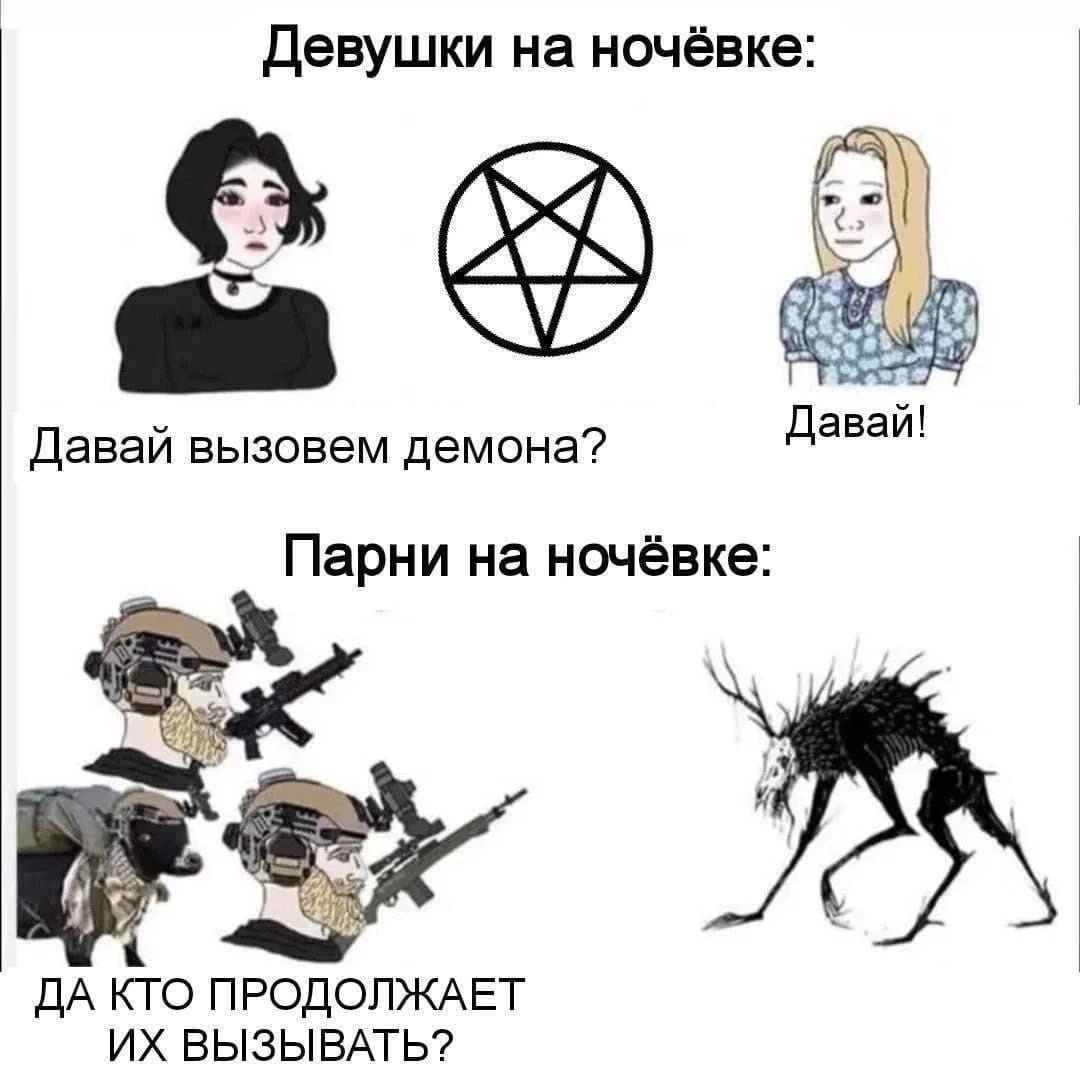 Девушки на ночёвке:
Давай вызовем демона?
Давай!
Парни на ночёвке:
ДА КТО ПРОДОЛЖАЕТ
ИХ ВЫЗЫВАТЬ?